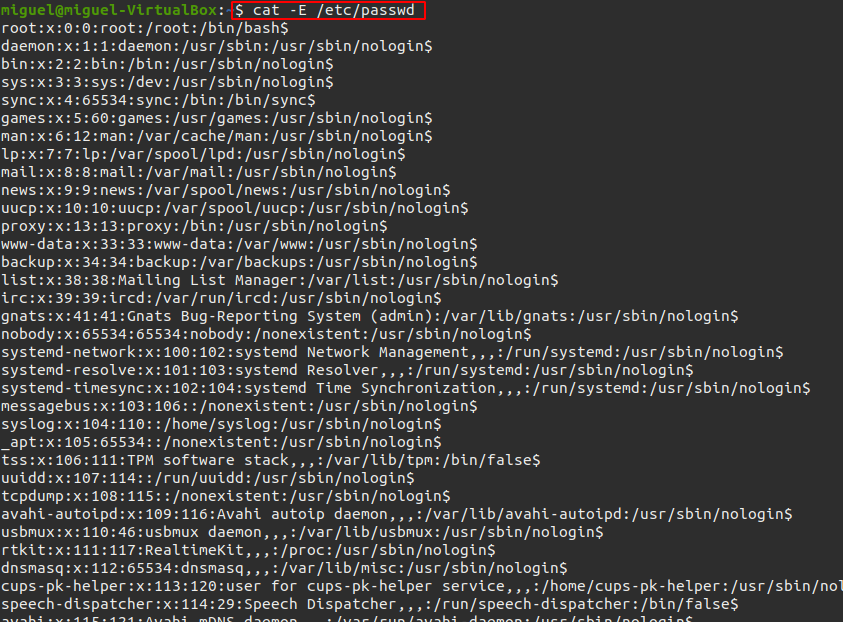 miguel@miguel-VirtualBox:~$ cat -E /etc/passwd
root:x:0:0:root:/root:/bin/bash$
daemon:x:1:1:daemon:/usr/sbin:/usr/sbin/nologin$
bin:x:2:2:bin:/bin:/usr/sbin/nologin$
sys:x:3:3:sys:/dev:/usr/sbin/nologin$
sync:x:4:65534:sync:/bin:/bin/sync$
games:x:5:60:games:/usr/games:/usr/sbin/nologin$
man:x:6:12:man:/var/cache/man:/usr/sbin/nologin$
lp:x:7:7:lp:/var/spool/lpd:/usr/sbin/nologin$
mail:x:8:8:mail:/var/mail:/usr/sbin/nologin$
news:x:9:9:news:/var/spool/news:/usr/sbin/nologin$
uucp:x:10:10:uucp:/var/spool/uucp:/usr/sbin/nologin$
proxy:x:13:13:proxy:/bin:/usr/sbin/nologin$
www-data:x:33:33:www-data:/var/www:/usr/sbin/nologin$
backup:x:34:34:backup:/var/backups:/usr/sbin/nologin$
list:x:38:38:Mailing List Manager:/var/list:/usr/sbin/nologin$
irc:x:39:39:ircd:/var/run/ircd:/usr/sbin/nologin$
gnats:x:41:41:Gnats Bug-Reporting System (admin):/var/lib/gnats:/usr/sbin/nologin$
nobody:x:65534:65534:nobody:/nonexistent:/usr/sbin/nologin$
systemd-network:x:100:102:systemd Network Management,,,:/run/systemd:/usr/sbin/nologin$
systemd-resolve:x:101:103:systemd Resolver,,,:/run/systemd:/usr/sbin/nologin$
systemd-timesync:x:102:104:systemd Time Synchronization,,,:/run/systemd:/usr/sbin/nologin$
messagebus:x:103:106::/nonexistent:/usr/sbin/nologin$
syslog:x:104:110::/home/syslog:/usr/sbin/nologin$
_apt:x:105:65534::/nonexistent:/usr/sbin/nologin$
tss:x:106:111:TPM software stack,,,:/var/lib/tpm:/bin/false$
uuidd:x:107:114::/run/uuidd:/usr/sbin/nologin$
tcpdump:x:108:115::/nonexistent:/usr/sbin/nologin$
avahi-autoipd:x:109:116:Avahi autoip daemon,,,:/var/lib/avahi-autoipd:/usr/sbin/nologin$
usbmux:x:110:46:usbmux daemon,,,:/var/lib/usbmux:/usr/sbin/nologin$
rtkit:x:111:117:RealtimeKit,,,:/proc:/usr/sbin/nologin$
dnsmasq:x:112:65534:dnsmasq,,,:/var/lib/misc:/usr/sbin/nologin$
cups-pk-helper:x:113:120:user for cups-pk-helper service,,,:/home/cups-pk-helper:/usr/sbin/nol
speech-dispatcher:x:114:29:Speech Dispatcher,,,:/run/speech-dispatcher:/bin/false$
avahi:x:115:121:Avahi mDNS daemon,,,:/var/run/avahi-daemon:/usr/sbin/nologin$